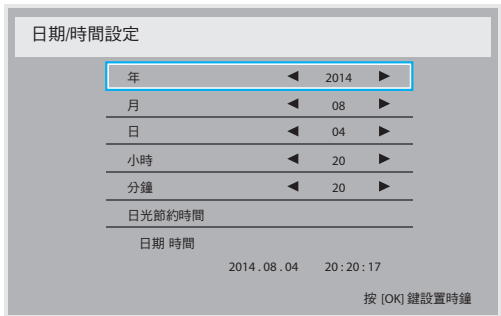 日期/時間設定
年 ◀ 2014 ▶
月 ◀ 08 ▶
日 ◀ 04 ▶
小時 ◀ 20 ▶
分鐘 ◀ 20 ▶
日光節約時間
日期 時間
2014 . 08 . 04 20 : 20 : 17
按 [OK] 鍵設置時鐘